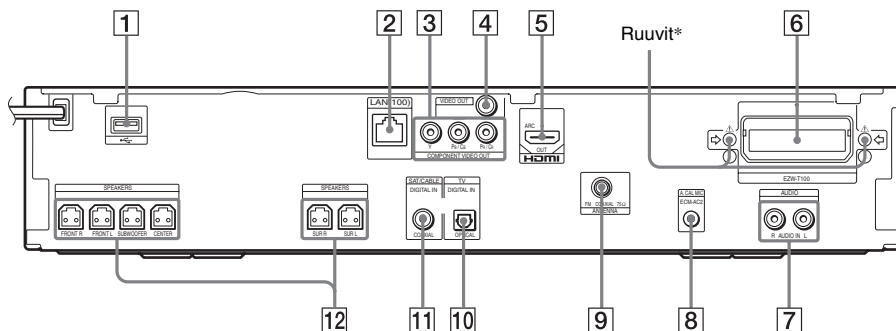 1
2
3
4
5
Ruuvit*
6
LAN(100)
VIDEO OUT
Y PB / CB PR / CR
COMPONENT VIDEO OUT
ARC
OUT
HDMI
EZW-T100
SPEAKERS
FRONT R FRONT L SUBWOOFER CENTER
SPEAKERS
SUR R SUR L
SAT/CABLE
DIGITAL IN
COAXIAL
TV
DIGITAL IN
OPTICAL
FM COAXIAL 75Ω
ANTENNA
A.CAL MIC
ECM-AC2
AUDIO
R AUDIO IN L
12
11
10
9
8
7